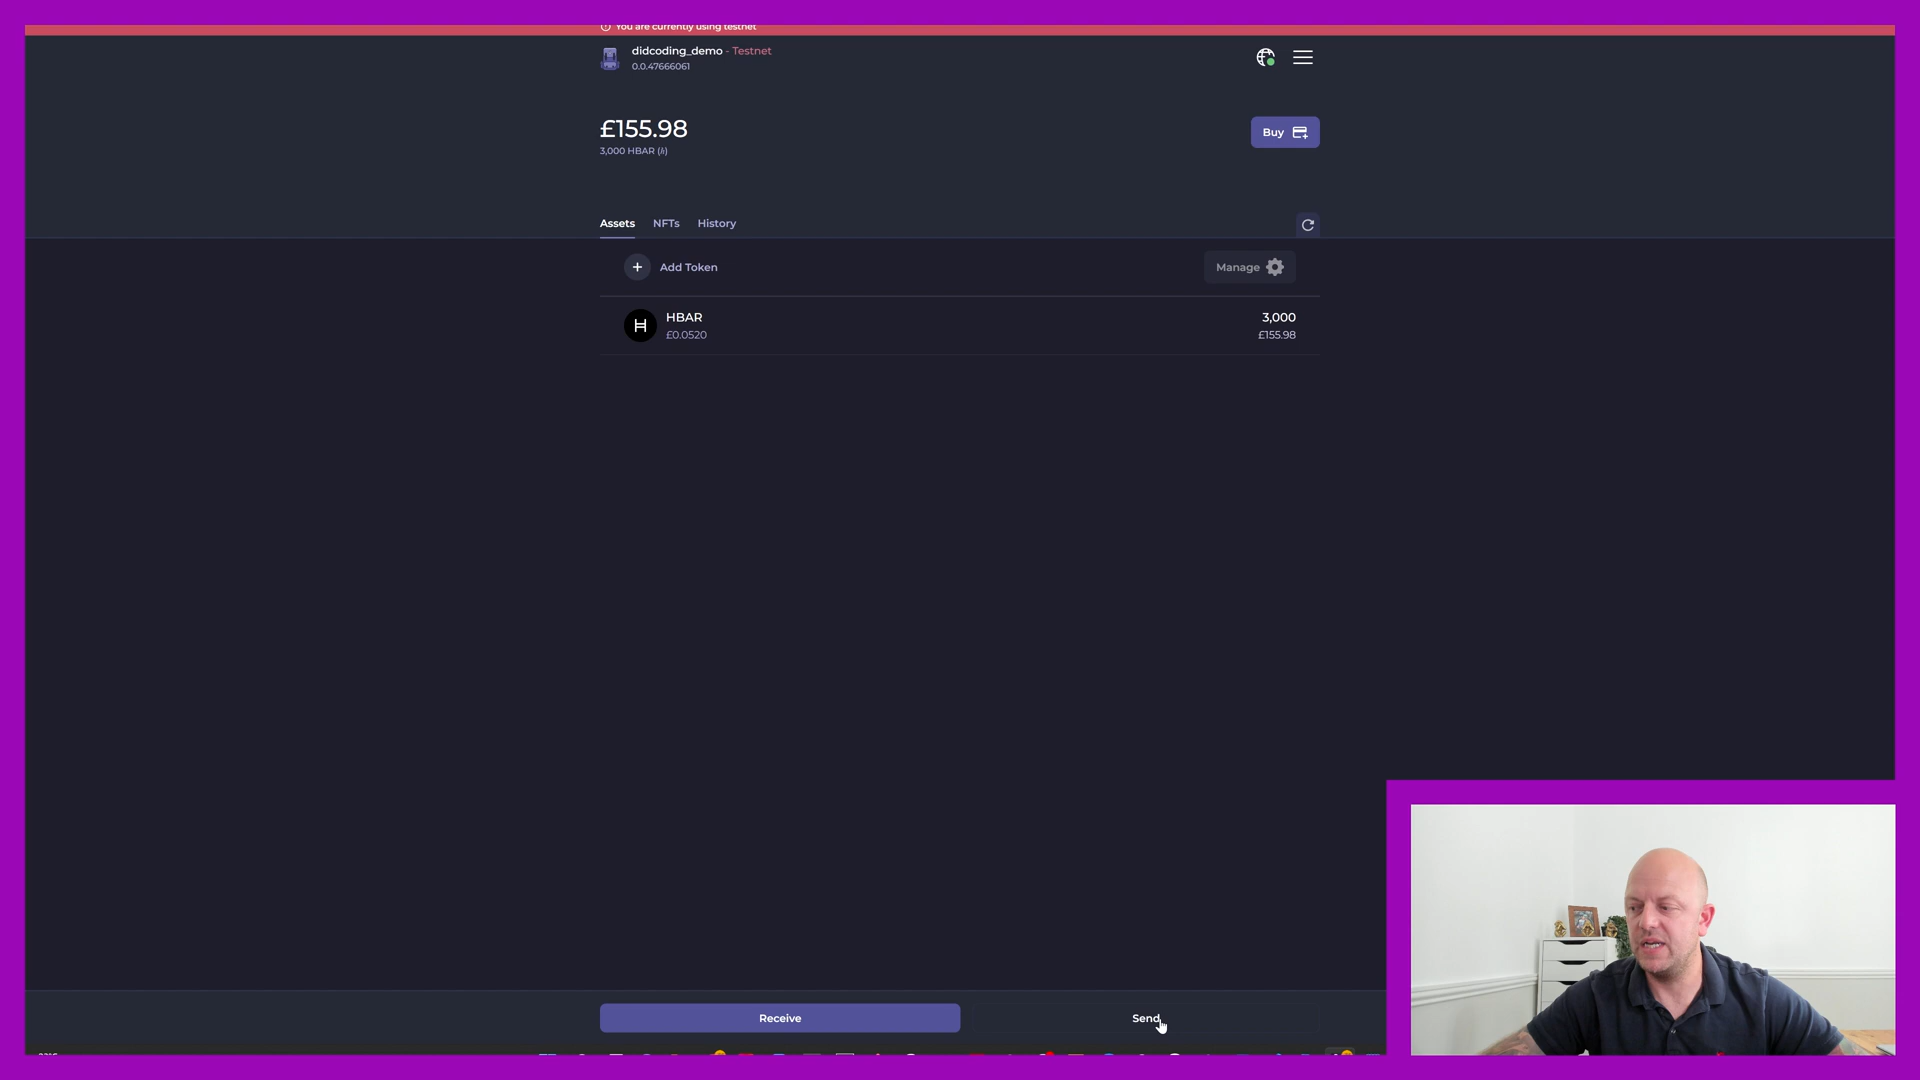 You are currently using testnet
didcoding_demo - Testnet
0.0.47666061
£155.98
3,000 HBAR (ℏ)
Buy
Assets NFTs History
Add Token
Manage
HBAR 3,000
£0.0520 £155.98
Receive Send